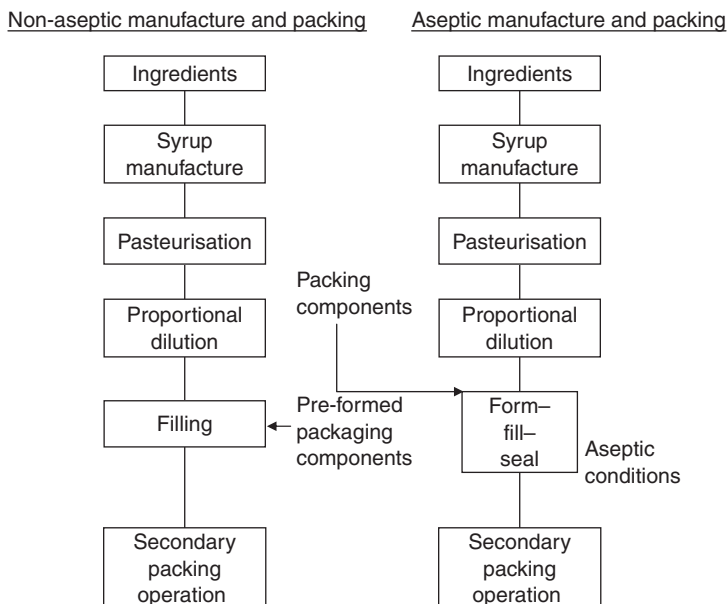 Non-aseptic manufacture and packing
Ingredients
Syrup
manufacture
Pasteurisation
Proportional
dilution
Filling
Pre-formed
packaging
components
Secondary
packing
operation
Aseptic manufacture and packing
Ingredients
Syrup
manufacture
Pasteurisation
Proportional
dilution
Packing
components
Form–
fill–
seal
Aseptic
conditions
Secondary
packing
operation